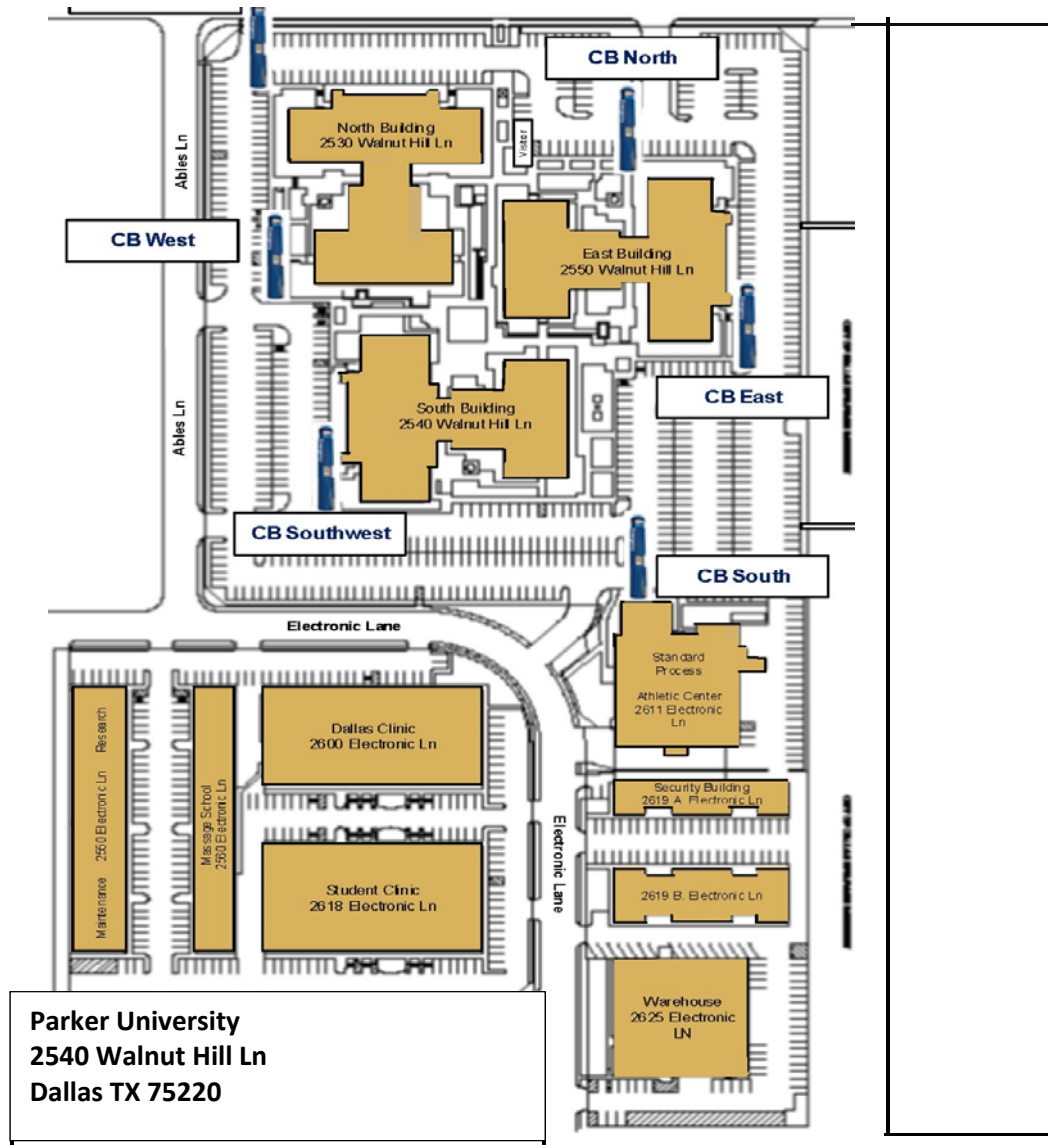 CB North
North Building
2530 Walnut Hill Ln
Visitor
Ables Ln
CB West
East Building
2550 Walnut Hill Ln
CB East
South Building
2540 Walnut Hill Ln
Ables Ln
CB Southwest
CB South
Electronic Lane
Standard
Process
Athletic Center
2611 Electronic
Ln
Dallas Clinic
2600 Electronic Ln
Maintenance 2560 Electronic Ln Research
Massage School
2560 Electronic Ln
Security Building
2619 A. Electronic Ln
Electronic Lane
Student Clinic
2618 Electronic Ln
2619 B. Electronic Ln
Warehouse
2625 Electronic
LN
Parker University
2540 Walnut Hill Ln
Dallas TX 75220